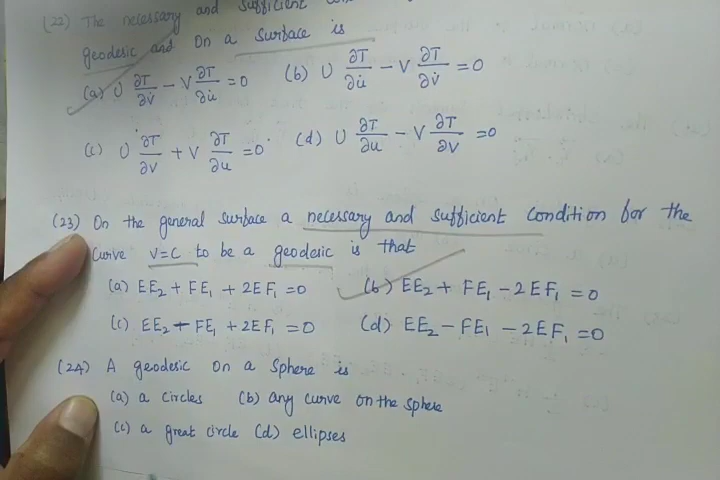 (22) The necessary and sufficient
geodesic and on a surface is
(a) U ∂T/∂v̇ - V ∂T/∂u̇ = 0 (b) U ∂T/∂u̇ - V ∂T/∂v̇ = 0
(c) U ∂T/∂v + V ∂T/∂u = 0 (d) U ∂T/∂u - V ∂T/∂v = 0
(23) On the general surface a necessary and sufficient condition for the
curve V=C to be a geodesic is that
(a) EE₂ + FE₁ + 2EF₁ = 0 (b) EE₂ + FE₁ - 2EF₁ = 0
(c) EE₂ + FE₁ + 2EF₁ = 0 (d) EE₂ - FE1 - 2EF₁ = 0
(24) A geodesic on a sphere is
(a) a circles (b) any curve on the sphere
(c) a great circle (d) ellipses